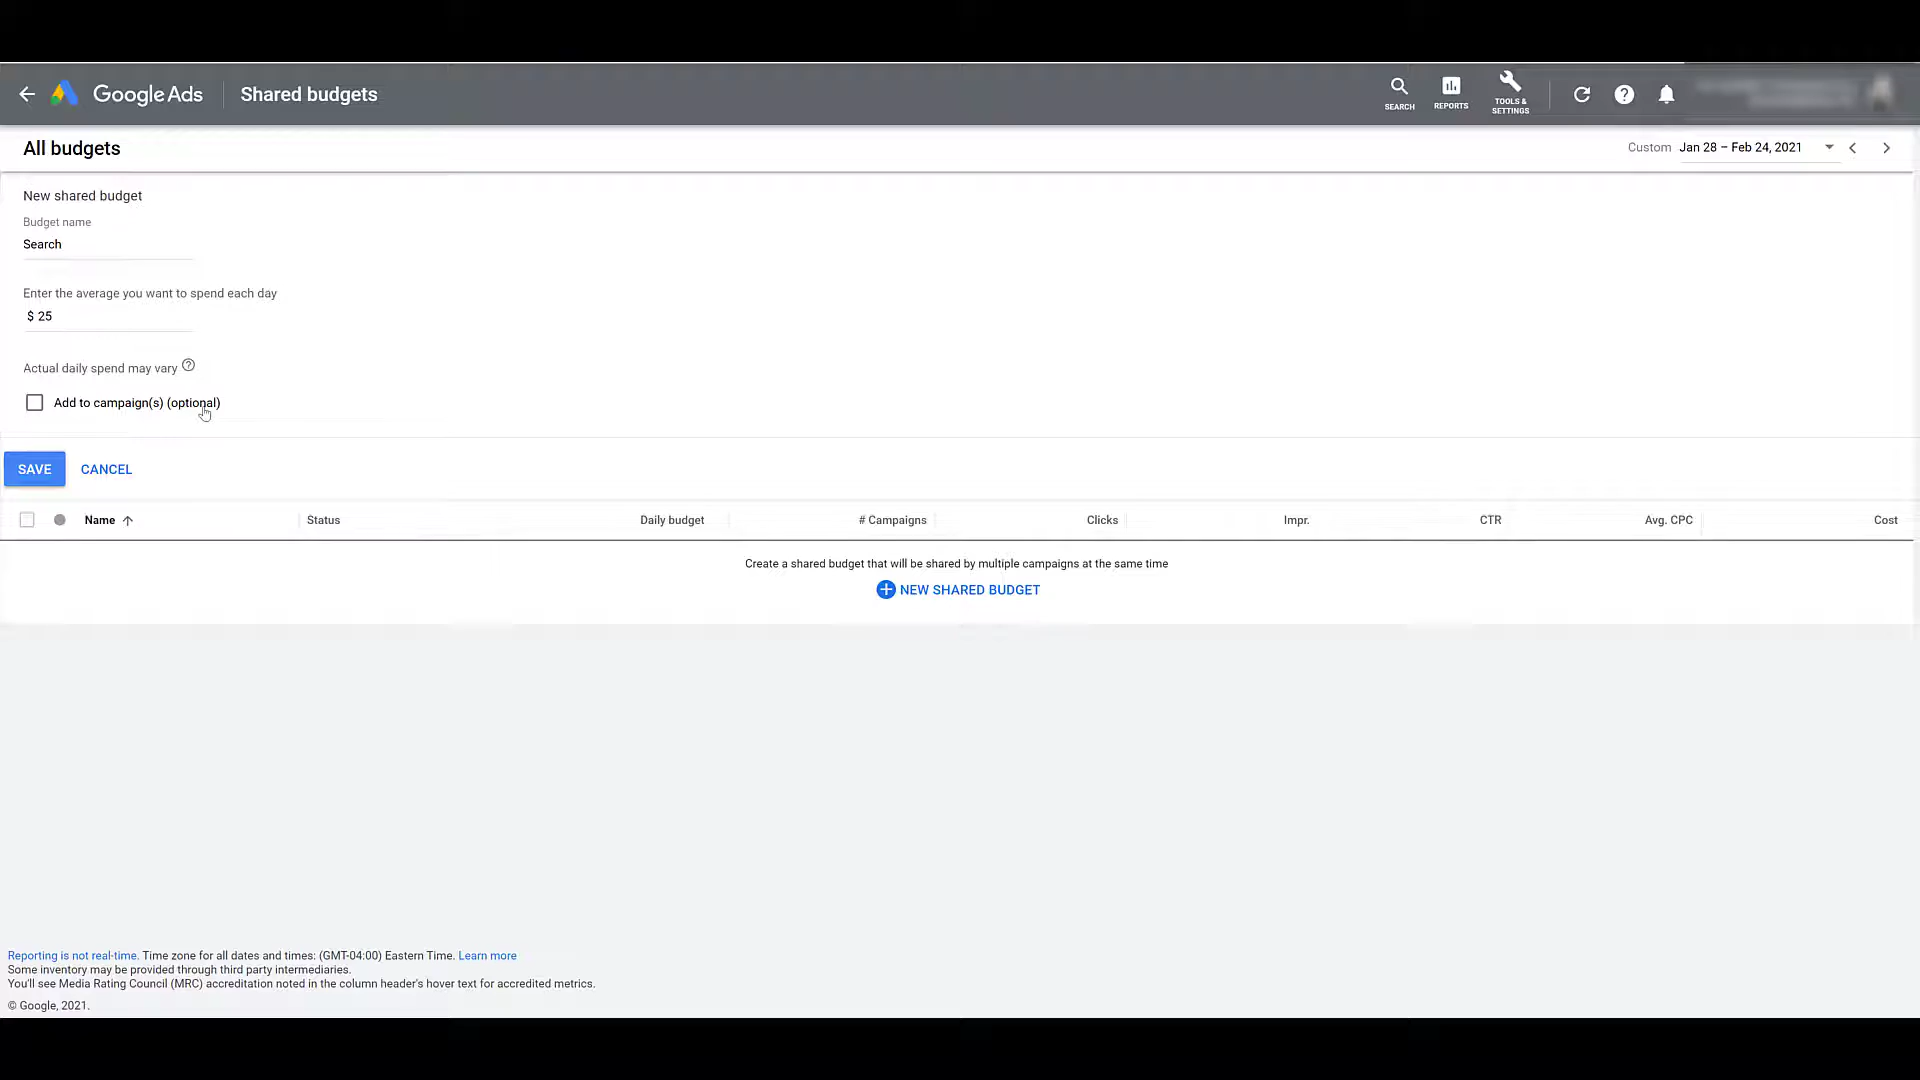 Google Ads
Shared budgets
SEARCH
REPORTS
TOOLS &
SETTINGS
All budgets
Custom Jan 28 – Feb 24, 2021
New shared budget
Budget name
Search
Enter the average you want to spend each day
$ 25
Actual daily spend may vary
Add to campaign(s) (optional)
SAVE CANCEL
Name Status Daily budget # Campaigns Clicks Impr. CTR Avg. CPC Cost
Create a shared budget that will be shared by multiple campaigns at the same time
NEW SHARED BUDGET
Reporting is not real-time. Time zone for all dates and times: (GMT-04:00) Eastern Time. Learn more
Some inventory may be provided through third party intermediaries.
You'll see Media Rating Council (MRC) accreditation noted in the column header's hover text for accredited metrics.
© Google, 2021.